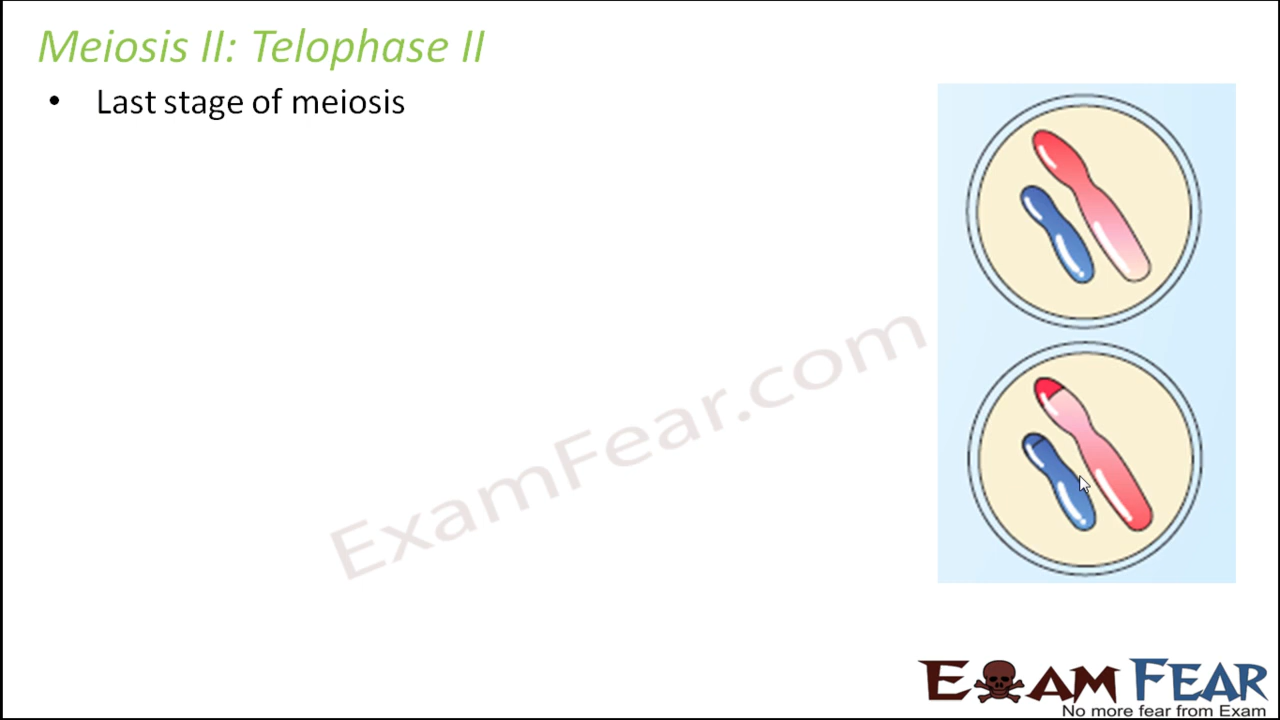 Meiosis II: Telophase II
• Last stage of meiosis
ExamFear.com
EXAM FEAR
No more fear from Exam